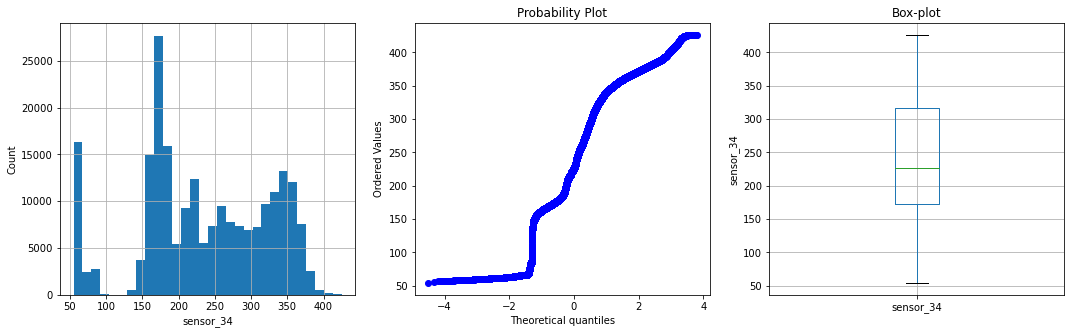 Count
25000
20000
15000
10000
5000
0
50 100 150 200 250 300 350 400
sensor_34
Probability Plot
Ordered Values
400
350
300
250
200
150
100
50
−4 −2 0 2 4
Theoretical quantiles
Box-plot
sensor_34
400
350
300
250
200
150
100
50
sensor_34